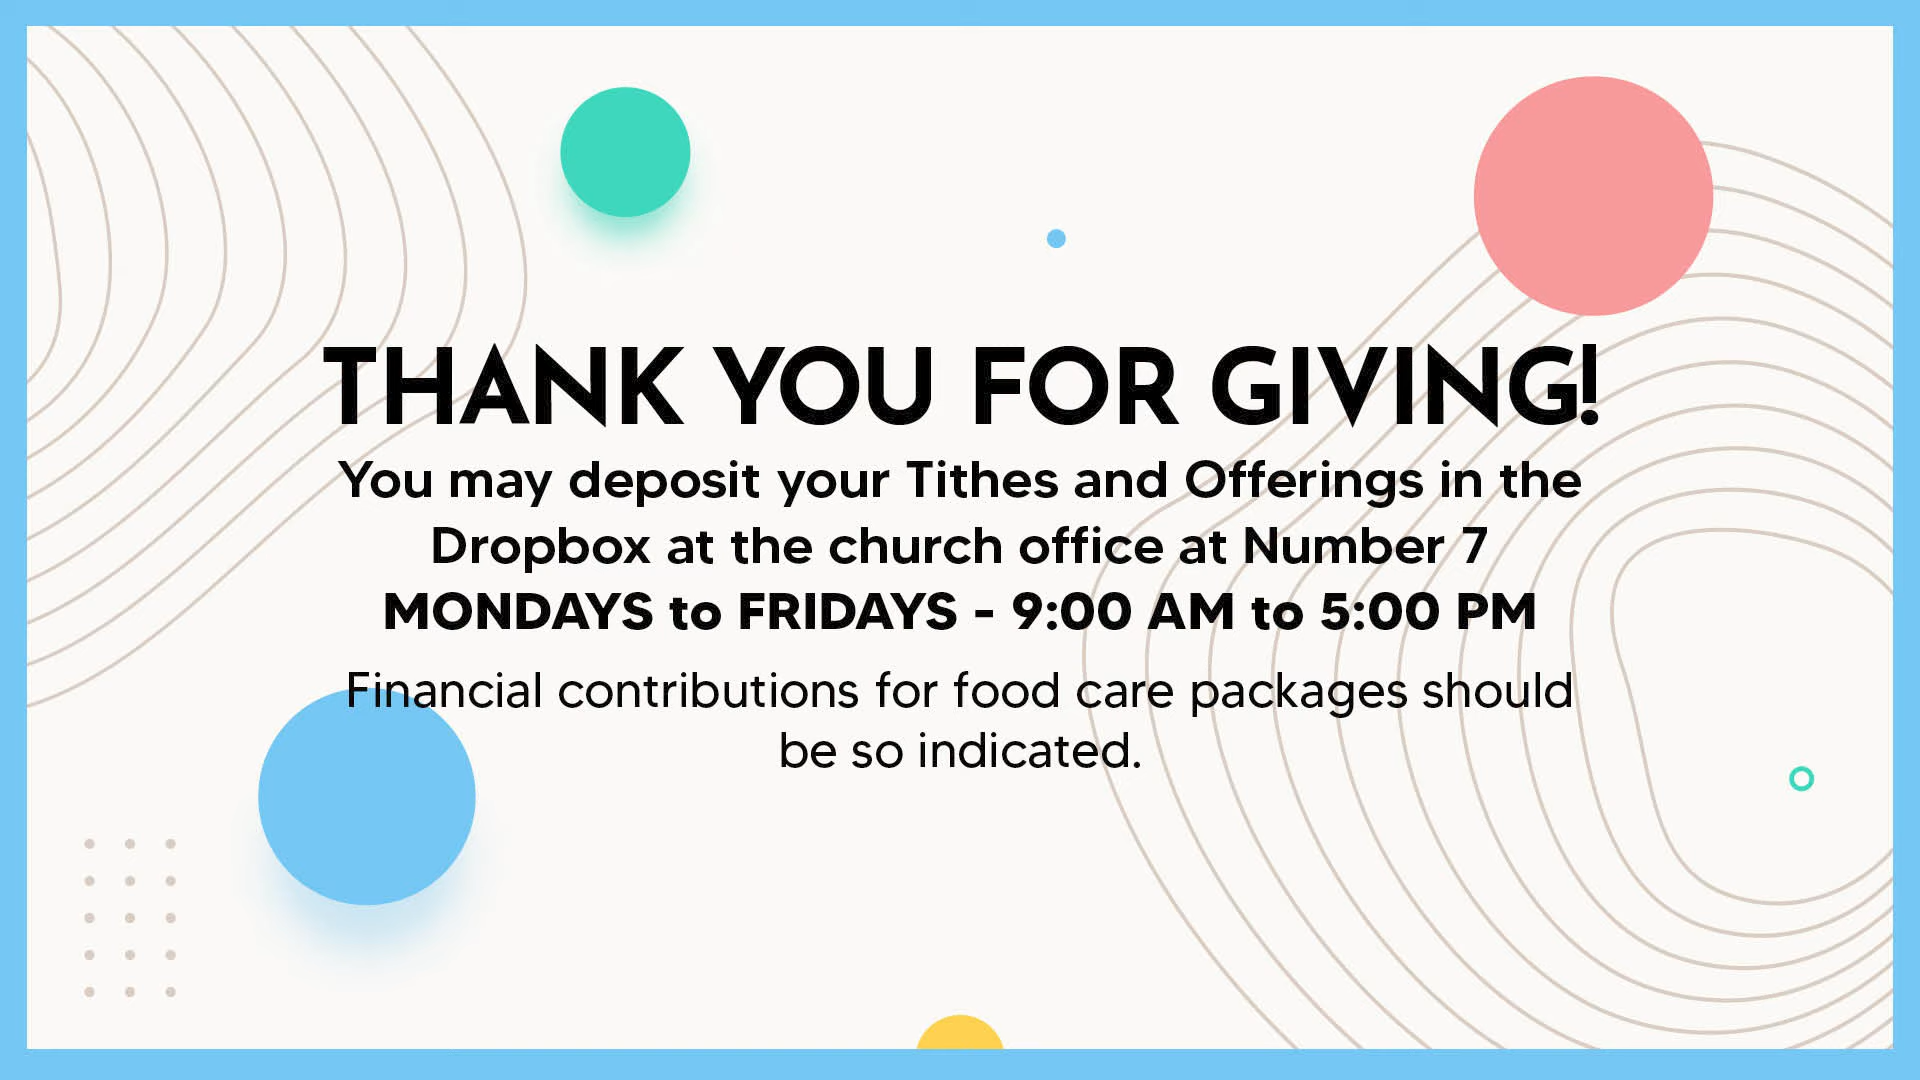 THANK YOU FOR GIVING!
You may deposit your Tithes and Offerings in the
Dropbox at the church office at Number 7
MONDAYS to FRIDAYS - 9:00 AM to 5:00 PM
Financial contributions for food care packages should
be so indicated.